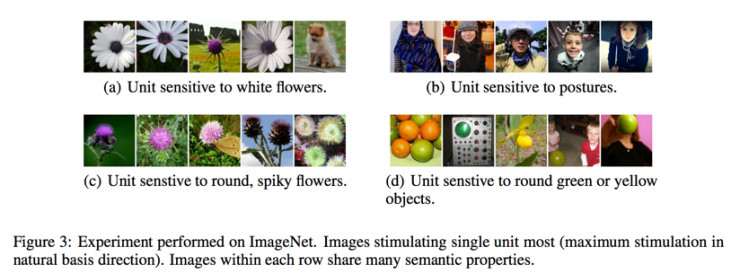 (a) Unit sensitive to white flowers.
(b) Unit sensitive to postures.
(c) Unit senstive to round, spiky flowers.
(d) Unit senstive to round green or yellow
objects.
Figure 3: Experiment performed on ImageNet. Images stimulating single unit most (maximum stimulation in
natural basis direction). Images within each row share many semantic properties.